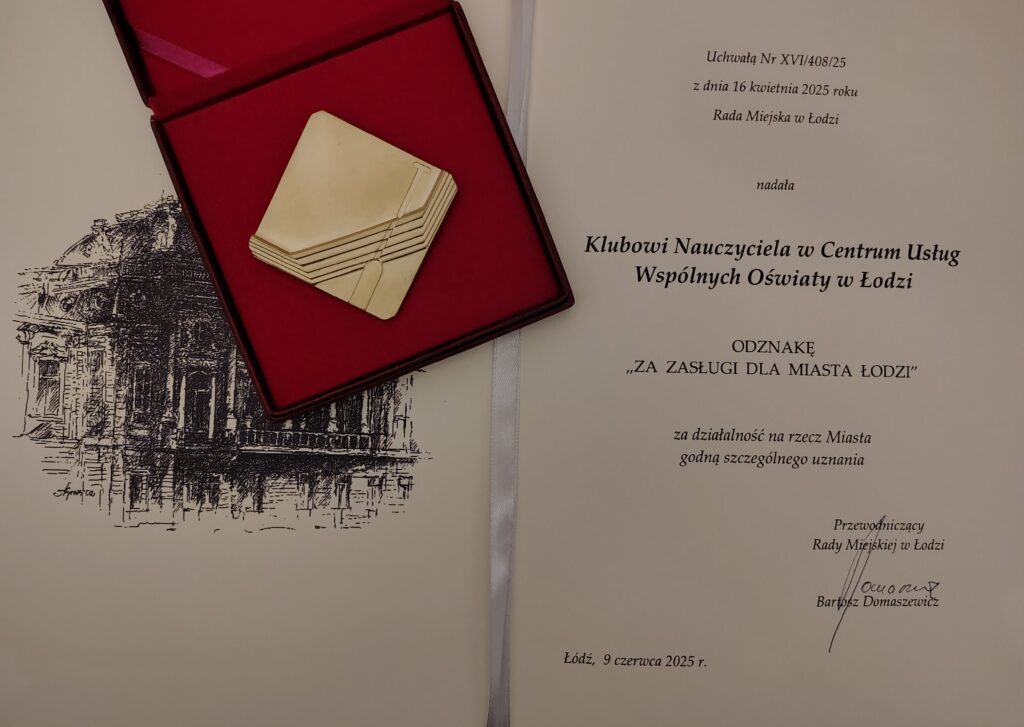 Uchwałą Nr XVI/408/25
z dnia 16 kwietnia 2025 roku
Rada Miejska w Łodzi
nadała
Klubowi Nauczyciela w Centrum Usług
Wspólnych Oświaty w Łodzi
ODZNAKĘ
„ZA ZASŁUGI DLA MIASTA ŁODZI”
za działalność na rzecz Miasta
godną szczególnego uznania
Przewodniczący
Rady Miejskiej w Łodzi
Bartosz Domaszewicz
Łódź, 9 czerwca 2025 r.